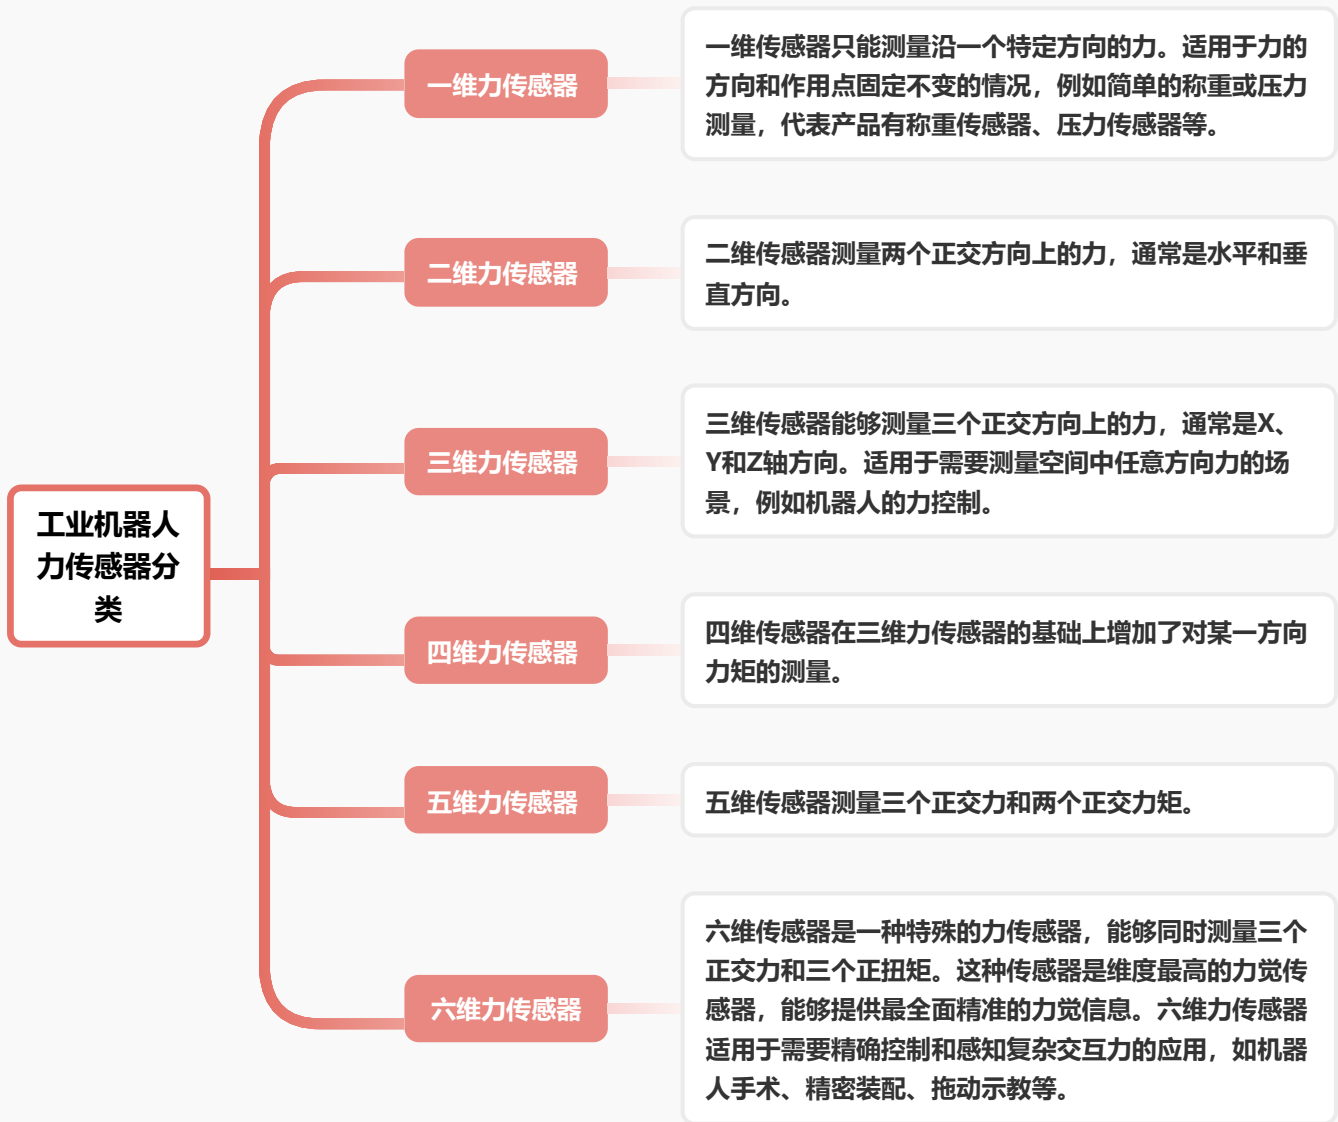 工业机器人
力传感器分
类
一维力传感器
一维传感器只能测量沿一个特定方向的力。适用于力的
方向和作用点固定不变的情况，例如简单的称重或压力
测量，代表产品有称重传感器、压力传感器等。
二维力传感器
二维传感器测量两个正交方向上的力，通常是水平和垂
直方向。
三维力传感器
三维传感器能够测量三个正交方向上的力，通常是X、
Y和Z轴方向。适用于需要测量空间中任意方向力的场
景，例如机器人的力控制。
四维力传感器
四维传感器在三维力传感器的基础上增加了对某一方向
力矩的测量。
五维力传感器
五维传感器测量三个正交力和两个正交力矩。
六维力传感器
六维传感器是一种特殊的力传感器，能够同时测量三个
正交力和三个正扭矩。这种传感器是维度最高的力觉传
感器，能够提供最全面精准的力觉信息。六维力传感器
适用于需要精确控制和感知复杂交互力的应用，如机器
人手术、精密装配、拖动示教等。